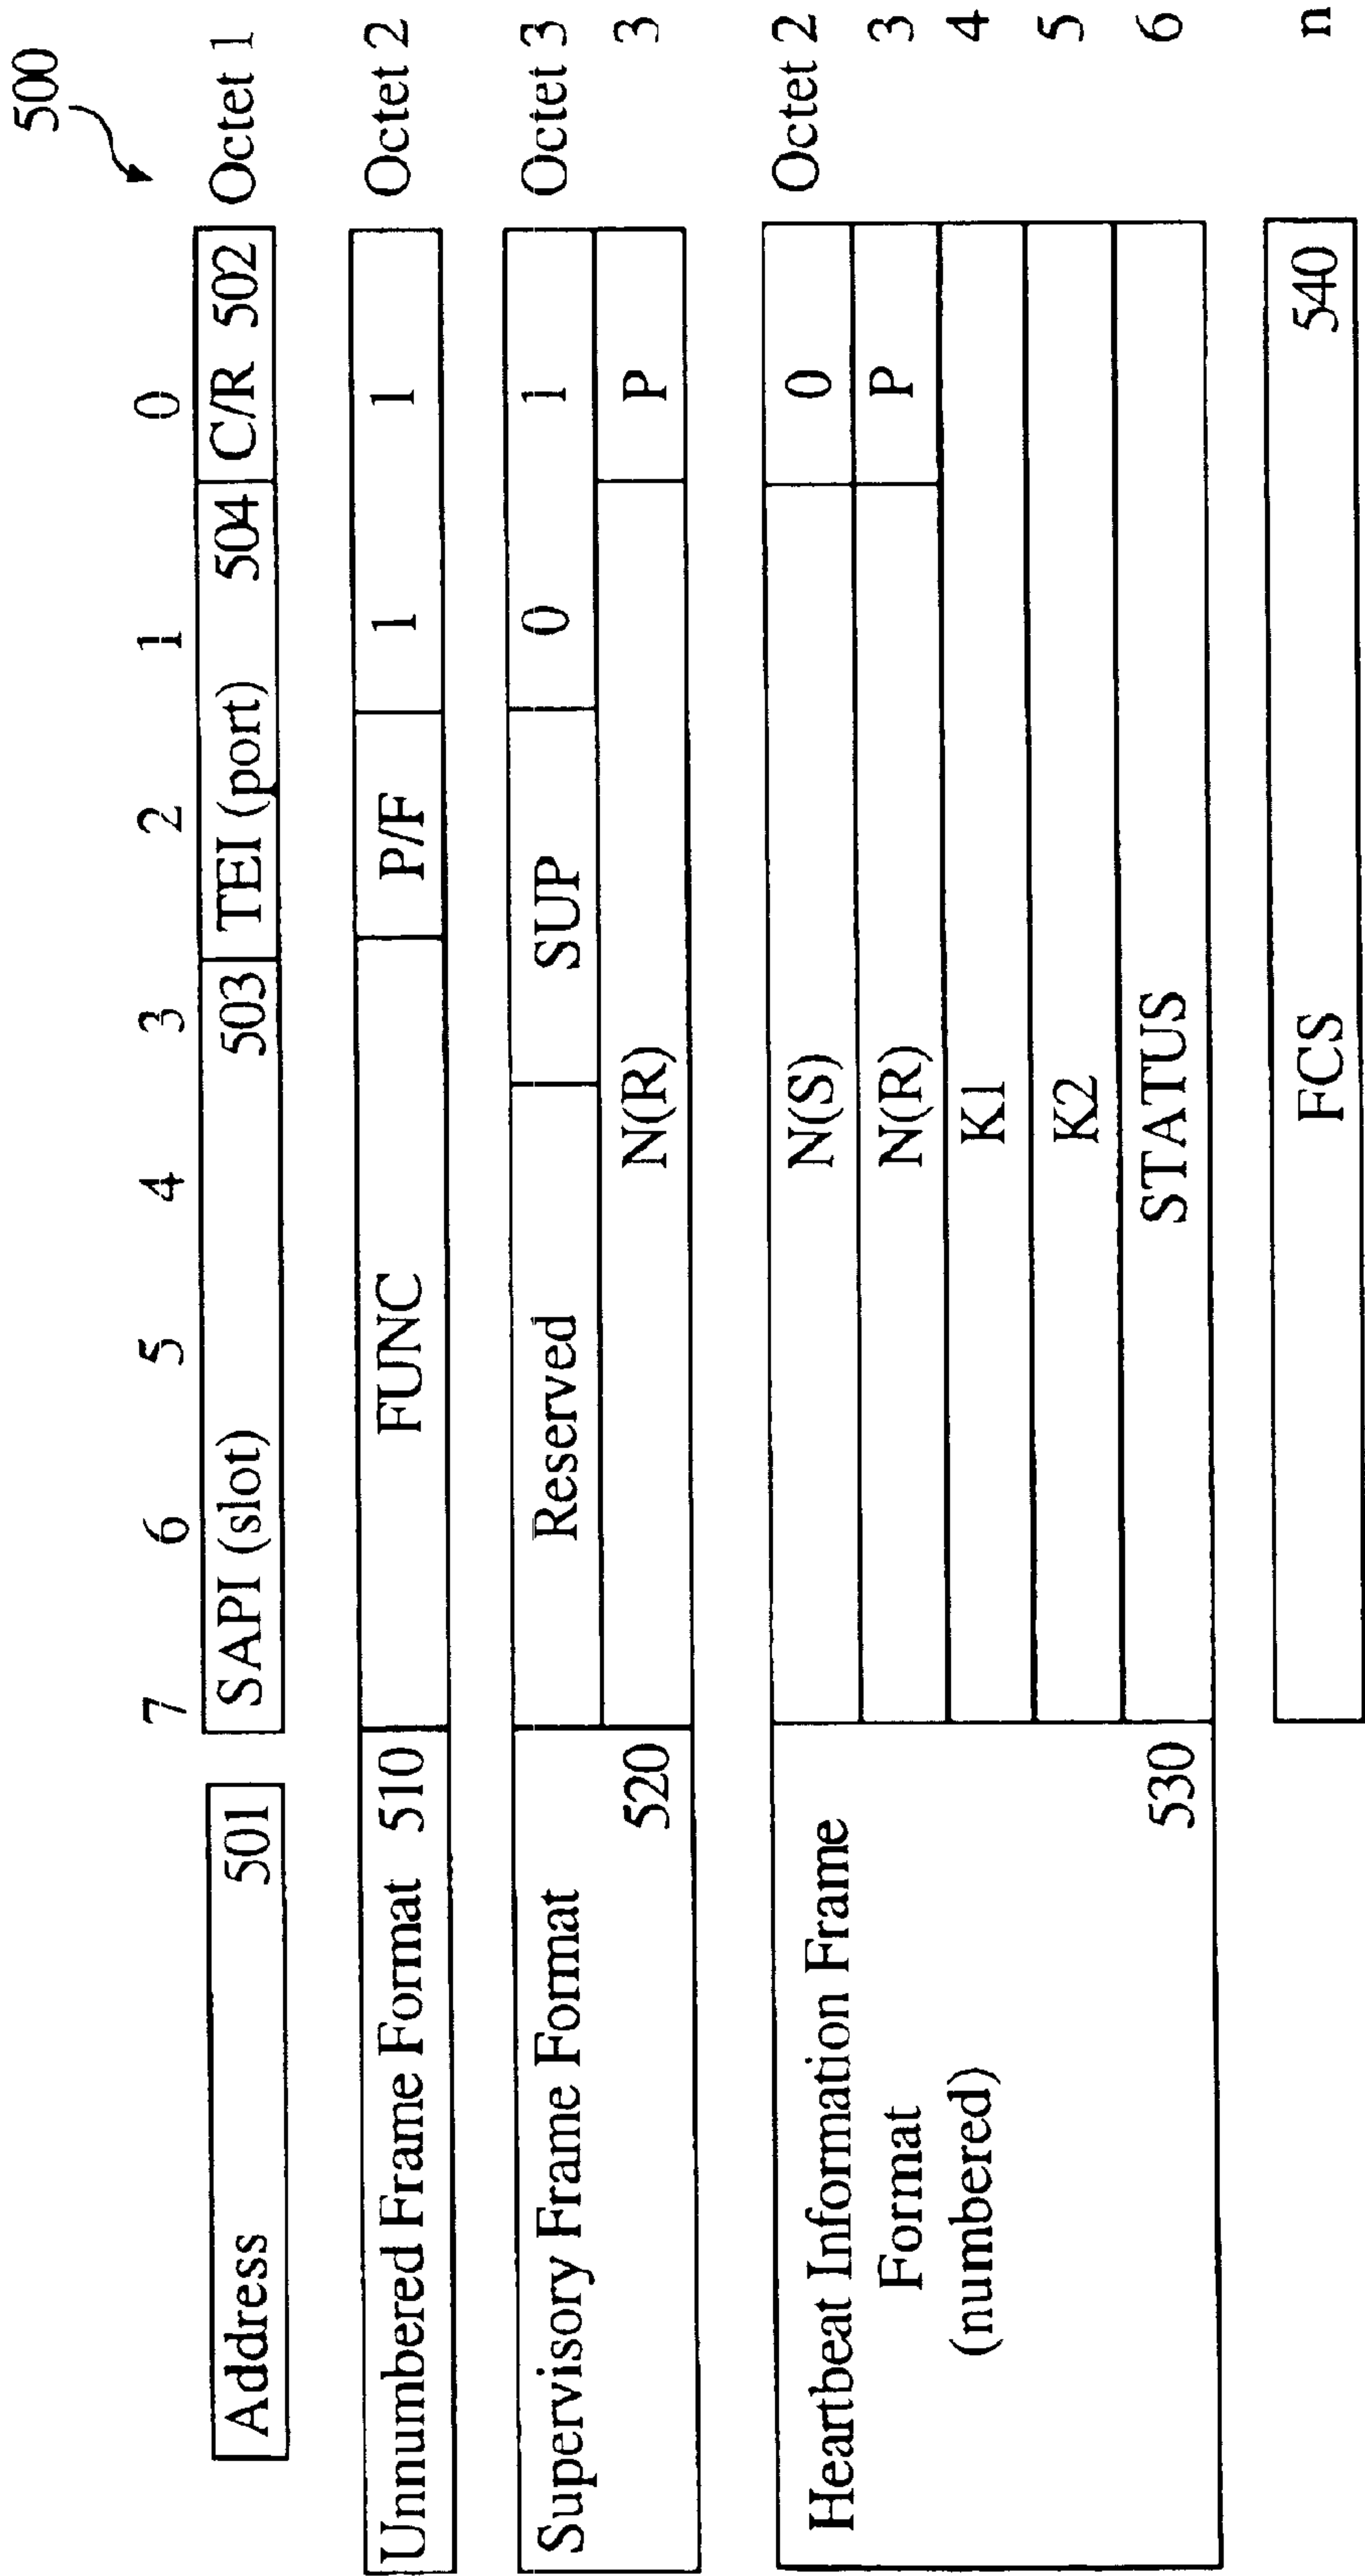 500
7 6 5 4 3 2 1 0
Address 501 SAPI (slot) 503 TEI (port) 504 C/R 502 Octet 1
Unnumbered Frame Format 510 FUNC P/F 1 1 Octet 2
Supervisory Frame Format Reserved SUP 0 1 Octet 3
520 N(R) P 3
Heartbeat Information Frame N(S) 0 Octet 2
Format N(R) P 3
(numbered) K1 4
K2 5
530 STATUS 6
FCS 540 n